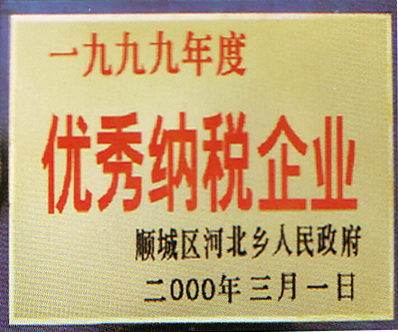 一九九九年度
优秀纳税企业
顺城区河北乡人民政府
二000年三月一日